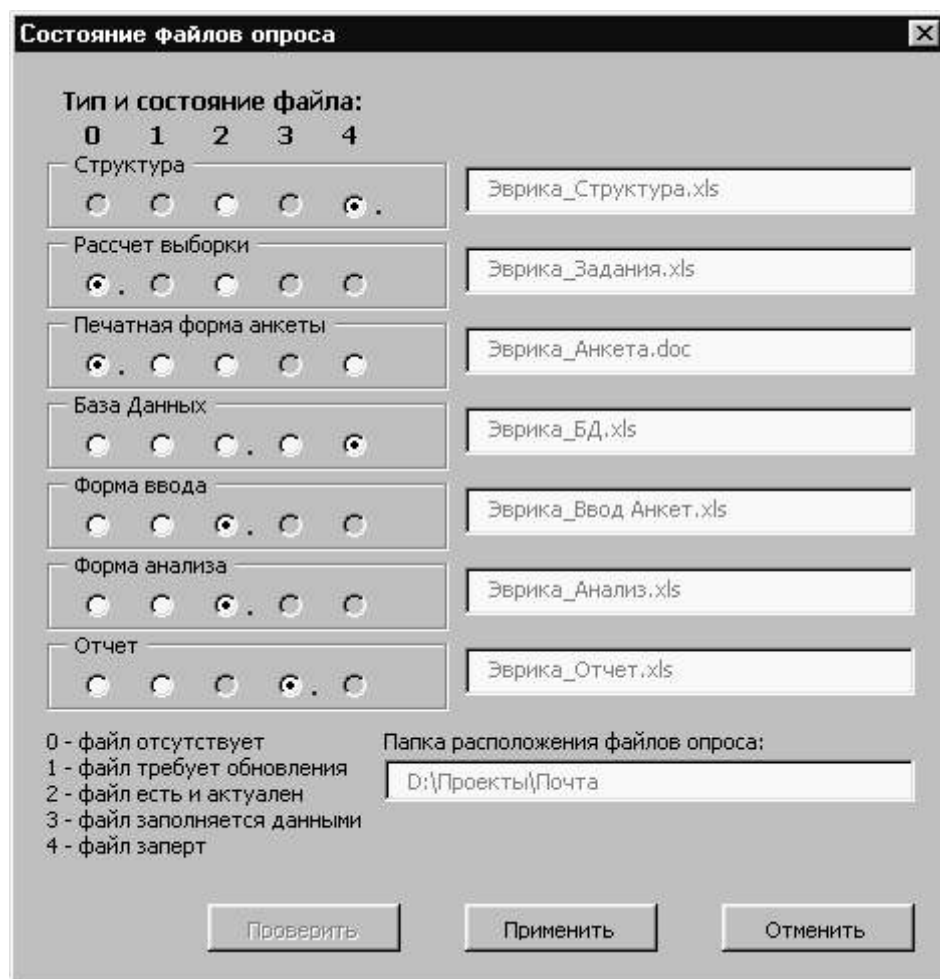 Состояние файлов опроса
Тип и состояние файла:
0 1 2 3 4
Структура
Эврика_Структура.xls
Рассчет выборки
Эврика_Задания.xls
Печатная форма анкеты
Эврика_Анкета.doc
База Данных
Эврика_БД.xls
Форма ввода
Эврика_Ввод Анкет.xls
Форма анализа
Эврика_Анализ.xls
Отчет
Эврика_Отчет.xls
0 - файл отсутствует
1 - файл требует обновления
2 - файл есть и актуален
3 - файл заполняется данными
4 - файл заперт
Папка расположения файлов опроса:
D:\Проекты\Почта
Проверить Применить Отменить